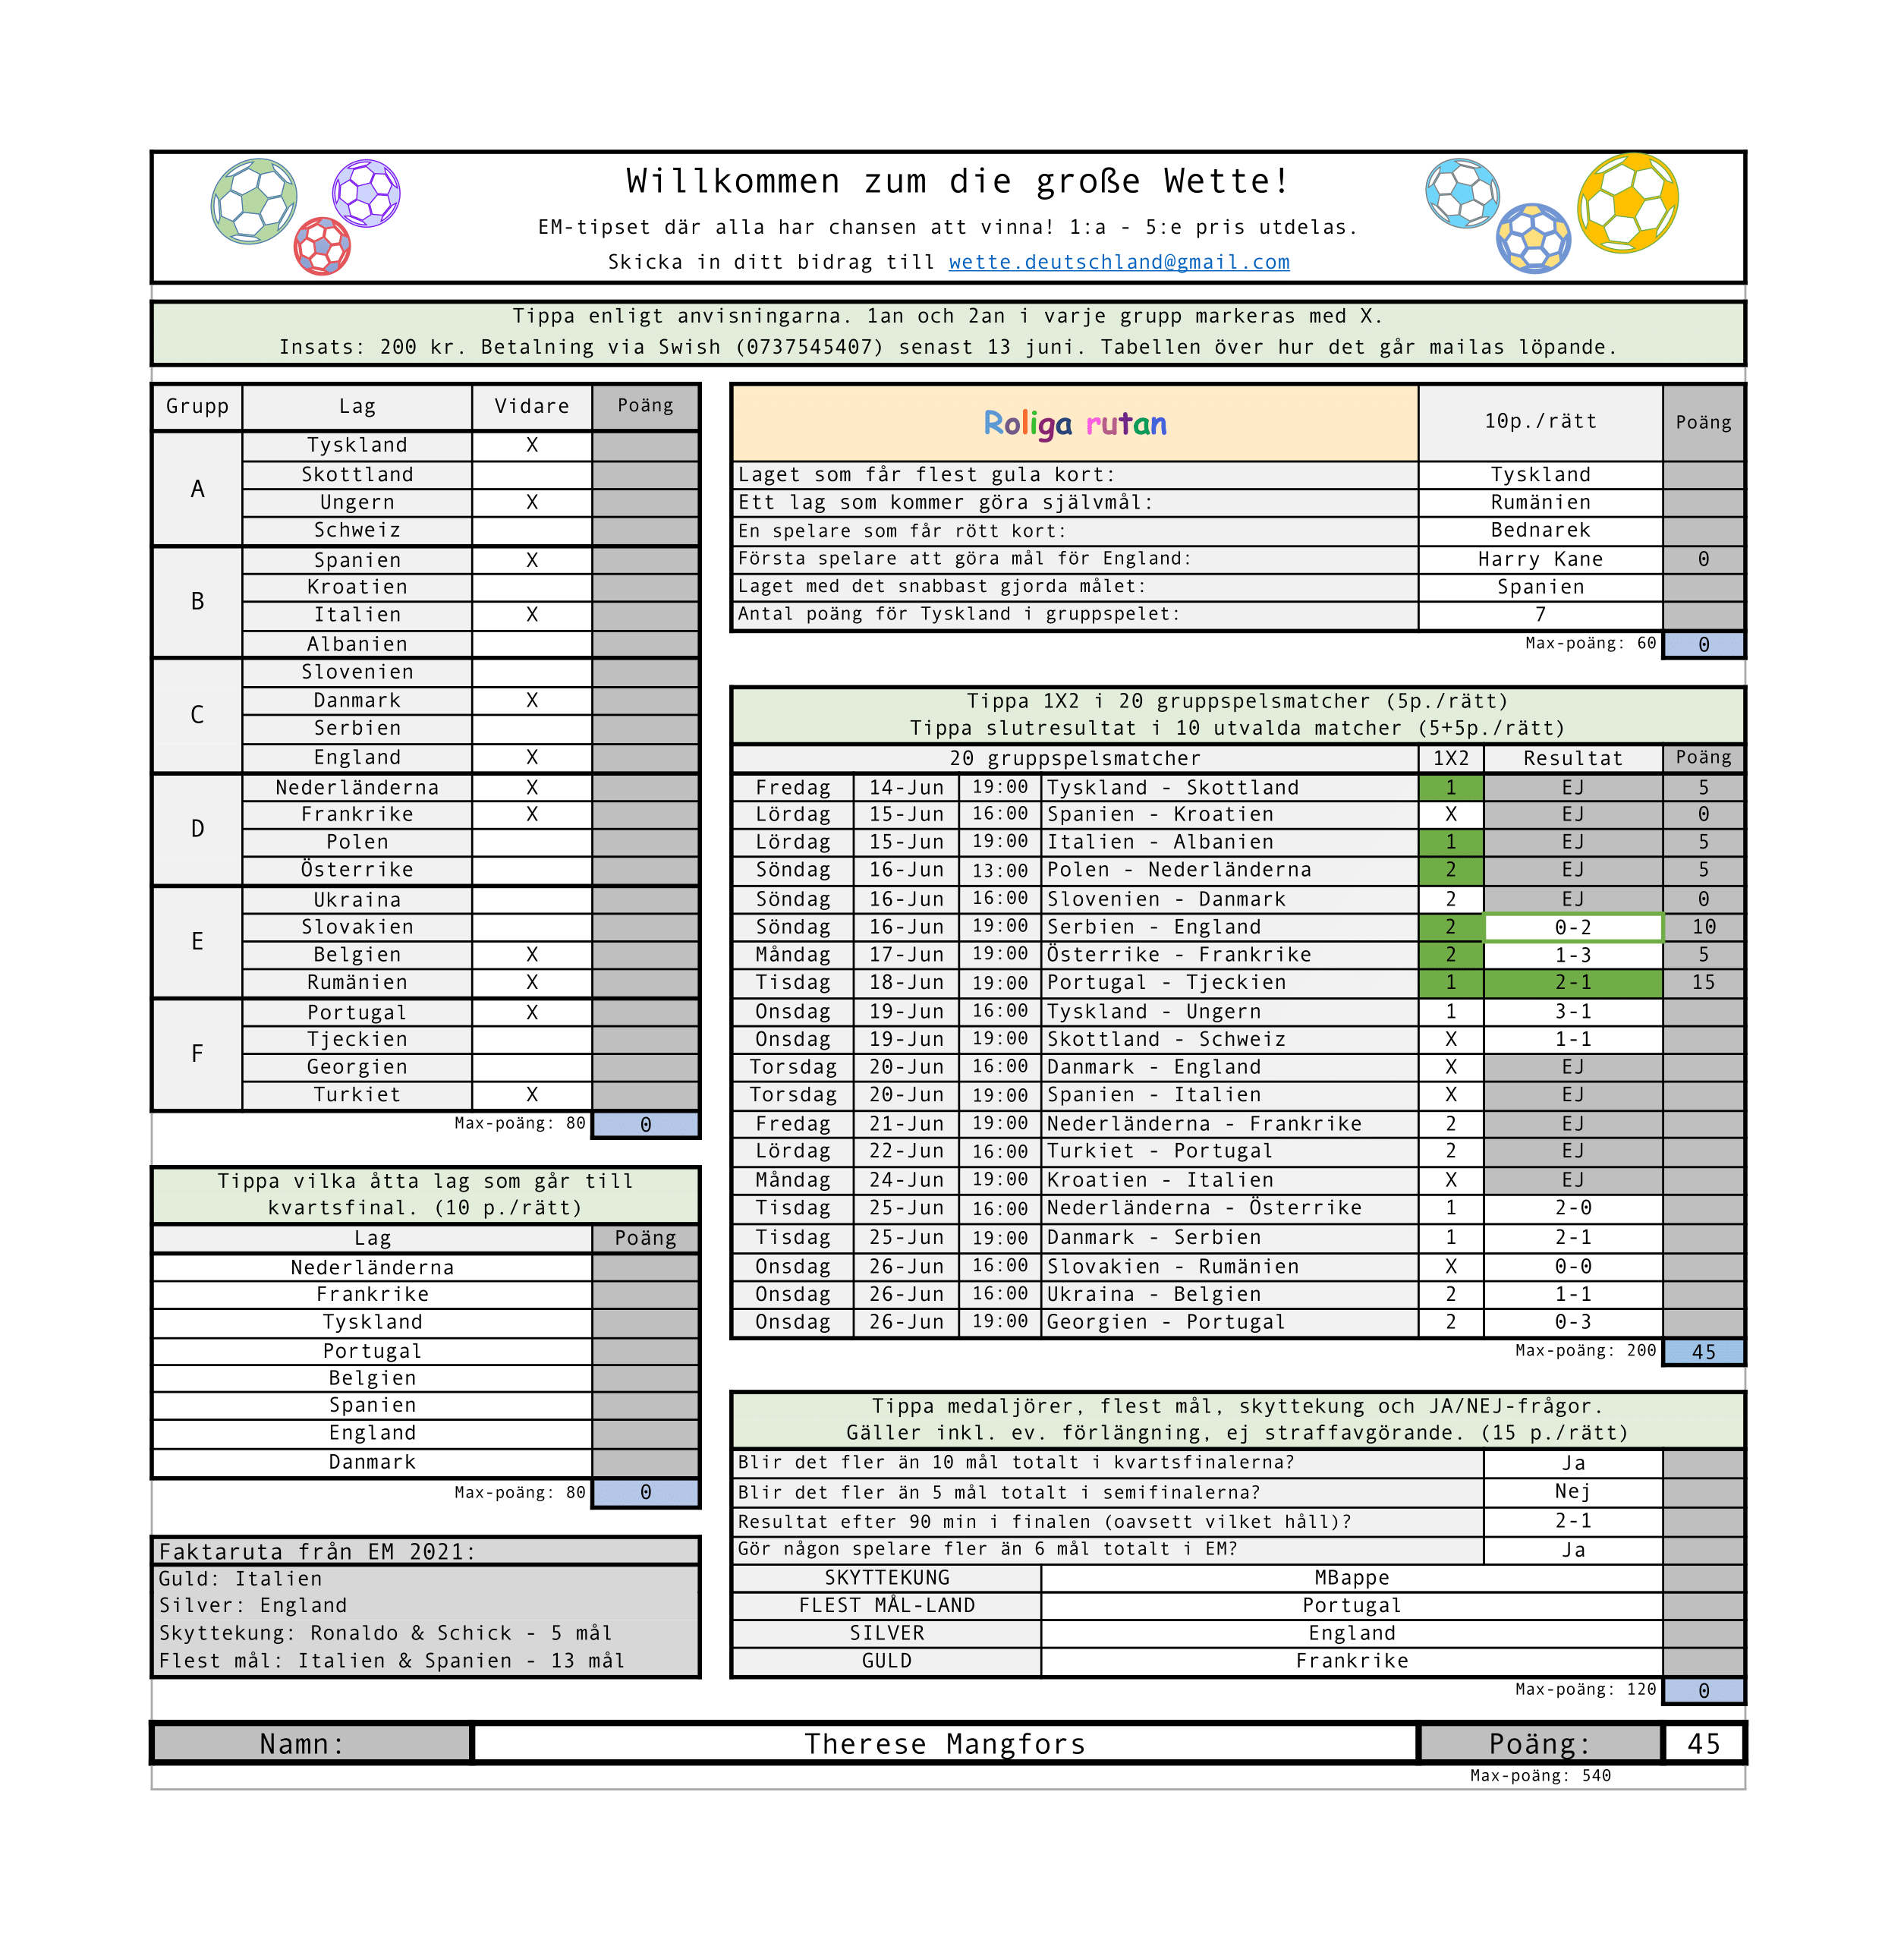 Willkommen zum die große Wette!
EM-tipset där alla har chansen att vinna! 1:a - 5:e pris utdelas.
Skicka in ditt bidrag till wette.deutschland@gmail.com
Tippa enligt anvisningarna. 1an och 2an i varje grupp markeras med X.
Insats: 200 kr. Betalning via Swish (0737545407) senast 13 juni. Tabellen över hur det går mailas löpande.
Grupp Lag Vidare Poäng
A
Tyskland X
Skottland
Ungern X
Schweiz
B
Spanien X
Kroatien
Italien X
Albanien
C
Slovenien
Danmark X
Serbien
England X
D
Nederländerna X
Frankrike X
Polen
Österrike
E
Ukraina
Slovakien
Belgien X
Rumänien X
F
Portugal X
Tjeckien
Georgien
Turkiet X
Max-poäng: 80 0
Tippa vilka åtta lag som går till
kvartsfinal. (10 p./rätt)
Lag Poäng
Nederländerna
Frankrike
Tyskland
Portugal
Belgien
Spanien
England
Danmark
Max-poäng: 80 0
Faktaruta från EM 2021:
Guld: Italien
Silver: England
Skyttekung: Ronaldo & Schick - 5 mål
Flest mål: Italien & Spanien - 13 mål
Roliga rutan 10p./rätt Poäng
Laget som får flest gula kort: Tyskland
Ett lag som kommer göra självmål: Rumänien
En spelare som får rött kort: Bednarek
Första spelare att göra mål för England: Harry Kane 0
Laget med det snabbast gjorda målet: Spanien
Antal poäng för Tyskland i gruppspelet: 7
Max-poäng: 60 0
Tippa 1X2 i 20 gruppspelsmatcher (5p./rätt)
Tippa slutresultat i 10 utvalda matcher (5+5p./rätt)
20 gruppspelsmatcher 1X2 Resultat Poäng
Fredag 14-Jun 19:00 Tyskland - Skottland 1 EJ 5
Lördag 15-Jun 16:00 Spanien - Kroatien X EJ 0
Lördag 15-Jun 19:00 Italien - Albanien 1 EJ 5
Söndag 16-Jun 13:00 Polen - Nederländerna 2 EJ 5
Söndag 16-Jun 16:00 Slovenien - Danmark 2 EJ 0
Söndag 16-Jun 19:00 Serbien - England 2 0-2 10
Måndag 17-Jun 19:00 Österrike - Frankrike 2 1-3 5
Tisdag 18-Jun 19:00 Portugal - Tjeckien 1 2-1 15
Onsdag 19-Jun 16:00 Tyskland - Ungern 1 3-1
Onsdag 19-Jun 19:00 Skottland - Schweiz X 1-1
Torsdag 20-Jun 16:00 Danmark - England X EJ
Torsdag 20-Jun 19:00 Spanien - Italien X EJ
Fredag 21-Jun 19:00 Nederländerna - Frankrike 2 EJ
Lördag 22-Jun 16:00 Turkiet - Portugal 2 EJ
Måndag 24-Jun 19:00 Kroatien - Italien X EJ
Tisdag 25-Jun 16:00 Nederländerna - Österrike 1 2-0
Tisdag 25-Jun 19:00 Danmark - Serbien 1 2-1
Onsdag 26-Jun 16:00 Slovakien - Rumänien X 0-0
Onsdag 26-Jun 16:00 Ukraina - Belgien 2 1-1
Onsdag 26-Jun 19:00 Georgien - Portugal 2 0-3
Max-poäng: 200 45
Tippa medaljörer, flest mål, skyttekung och JA/NEJ-frågor.
Gäller inkl. ev. förlängning, ej straffavgörande. (15 p./rätt)
Blir det fler än 10 mål totalt i kvartsfinalerna? Ja
Blir det fler än 5 mål totalt i semifinalerna? Nej
Resultat efter 90 min i finalen (oavsett vilket håll)? 2-1
Gör någon spelare fler än 6 mål totalt i EM? Ja
SKYTTEKUNG MBappe
FLEST MÅL-LAND Portugal
SILVER England
GULD Frankrike
Max-poäng: 120 0
Namn: Therese Mangfors Poäng: 45
Max-poäng: 540